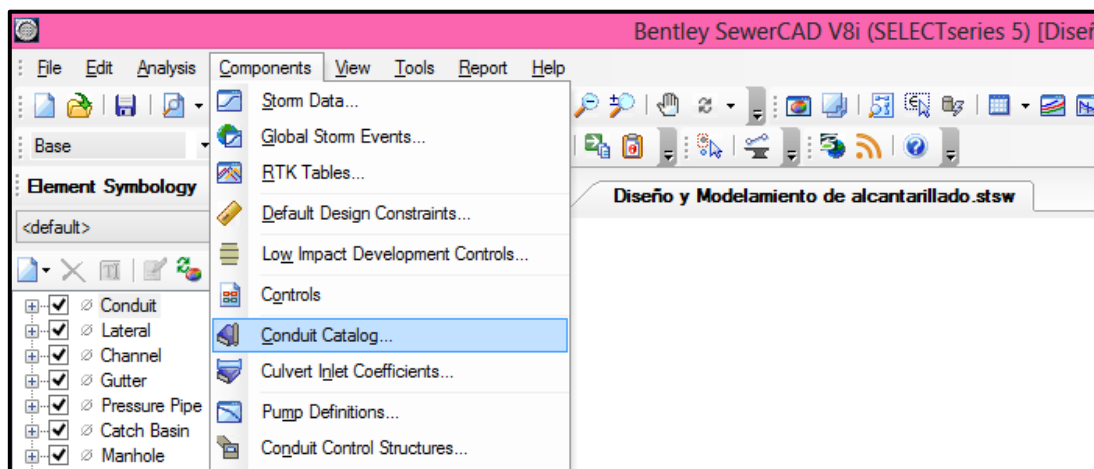 Bentley SewerCAD V8i (SELECTseries 5) [Diseñ
File Edit Analysis Components View Tools Report Help
Storm Data...
Base
Global Storm Events...
RTK Tables...
Element Symbology
Diseño y Modelamiento de alcantarillado.stsw
Default Design Constraints...
<default>
Low Impact Development Controls...
Controls
Conduit
Lateral
Conduit Catalog...
Channel
Culvert Inlet Coefficients...
Gutter
Pressure Pipe
Pump Definitions...
Catch Basin
Conduit Control Structures...
Manhole